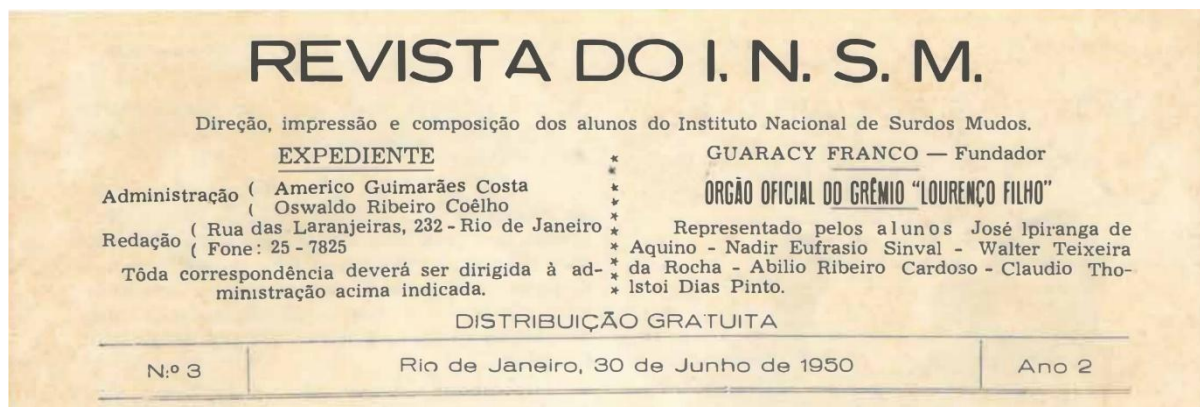 REVISTA DO I. N. S. M.
Direção, impressão e composição dos alunos do Instituto Nacional de Surdos Mudos.
EXPEDIENTE
Administração ( Americo Guimarães Costa
( Oswaldo Ribeiro Coêlho
Redação ( Rua das Laranjeiras, 232 - Rio de Janeiro
( Fone: 25 - 7825
Tôda correspondência deverá ser dirigida à ad-
ministração acima indicada.
GUARACY FRANCO — Fundador
ORGÃO OFICIAL DO GRÊMIO "LOURENÇO FILHO"
Representado pelos alunos José Ipiranga de
Aquino - Nadir Eufrasio Sinval - Walter Teixeira
da Rocha - Abilio Ribeiro Cardoso - Claudio Tho-
lstoi Dias Pinto.
DISTRIBUIÇÃO GRATUITA
N.º 3
Rio de Janeiro, 30 de Junho de 1950
Ano 2